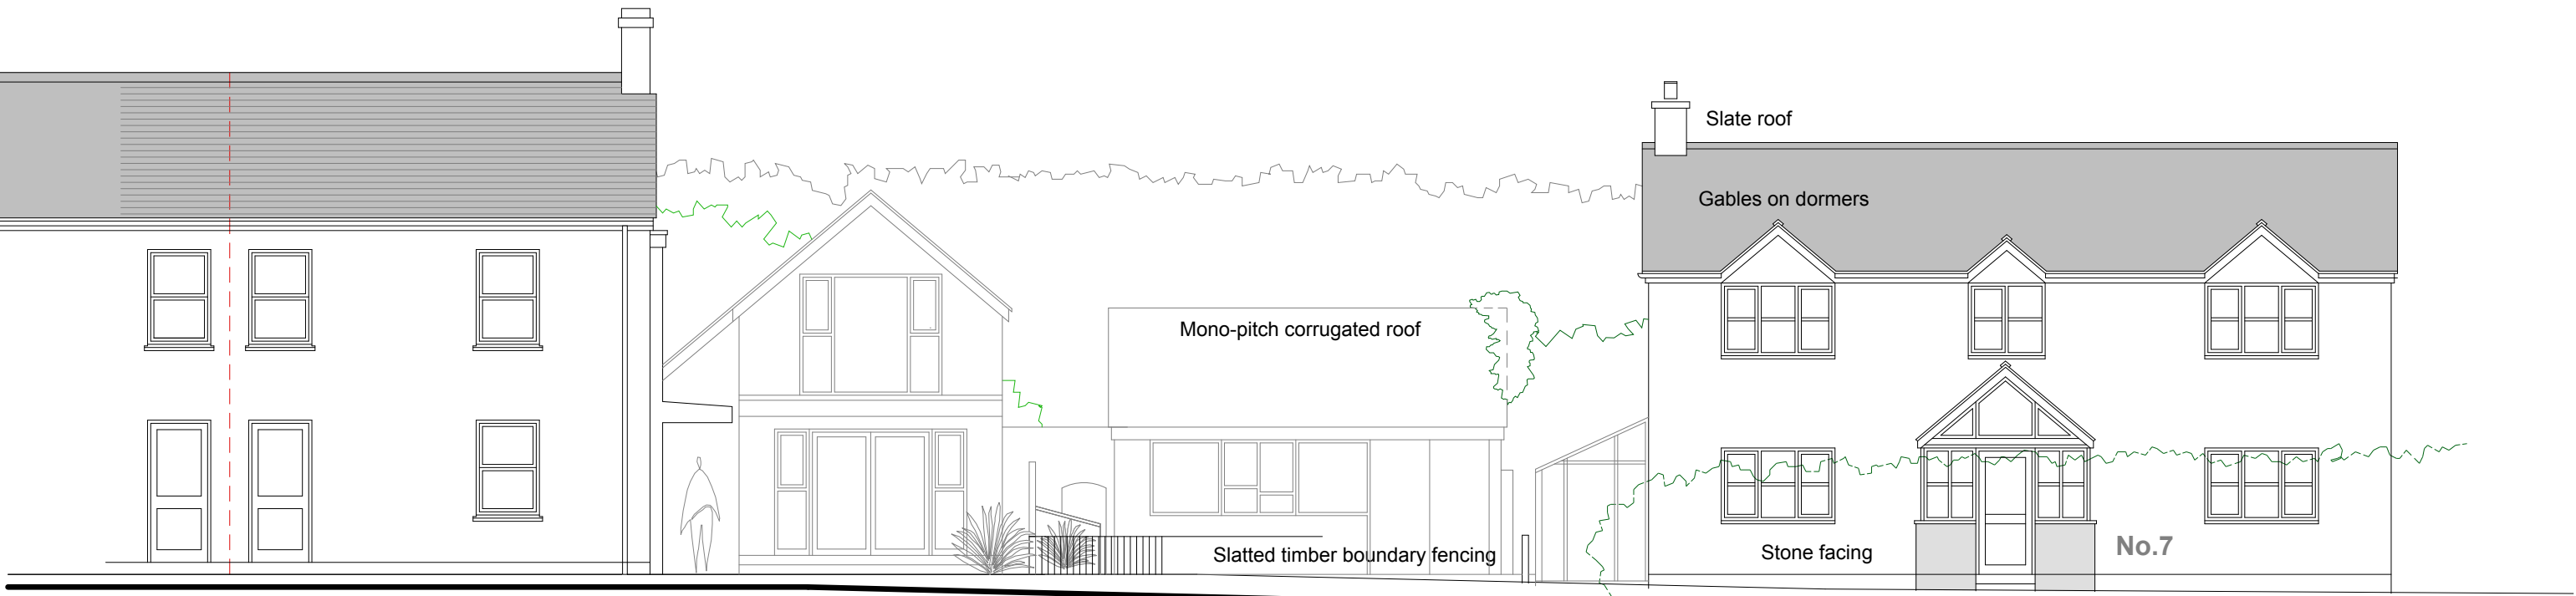 Slate roof
Gables on dormers
Mono-pitch corrugated roof
Slatted timber boundary fencing
Stone facing
No.7